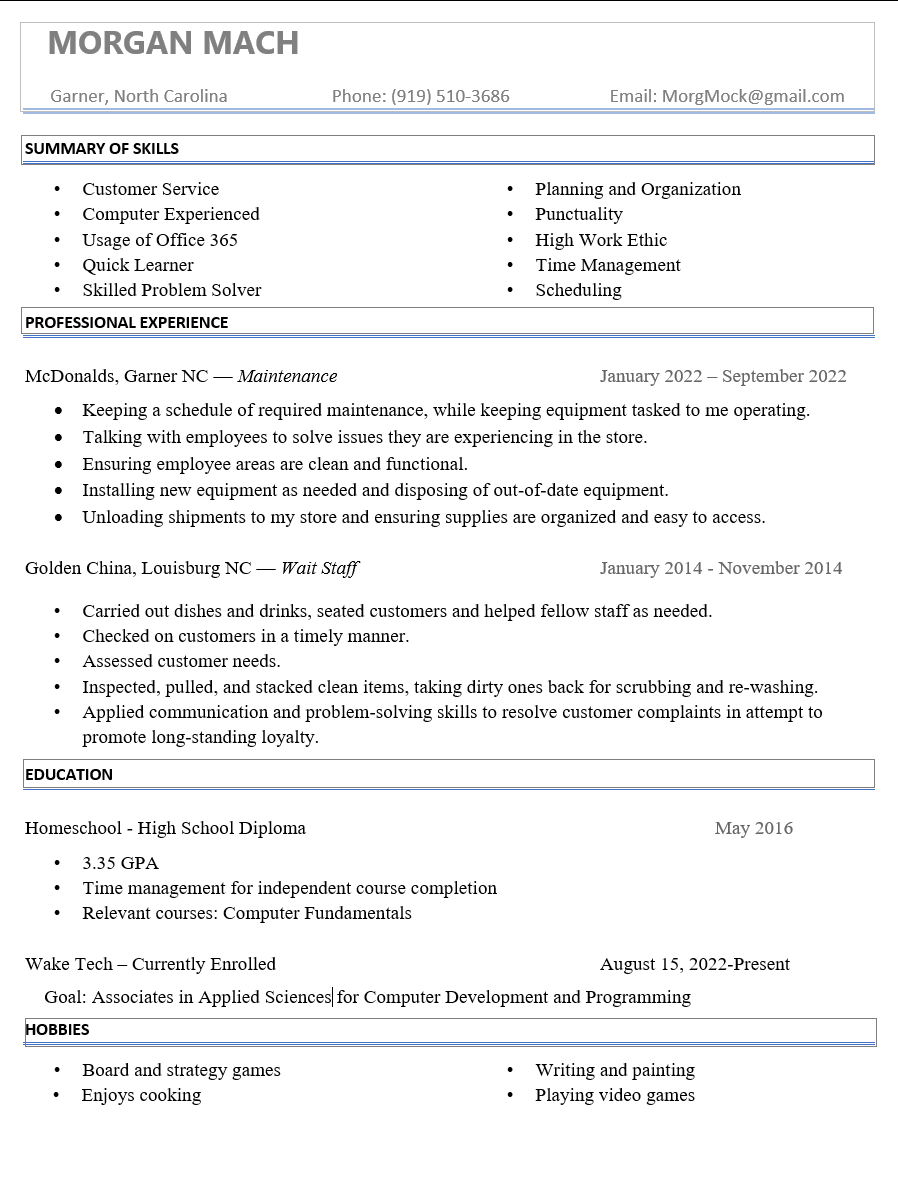 MORGAN MACH
Garner, North Carolina Phone: (919) 510-3686 Email: MorgMock@gmail.com
SUMMARY OF SKILLS
• Customer Service
• Computer Experienced
• Usage of Office 365
• Quick Learner
• Skilled Problem Solver
• Planning and Organization
• Punctuality
• High Work Ethic
• Time Management
• Scheduling
PROFESSIONAL EXPERIENCE
McDonalds, Garner NC — Maintenance January 2022 – September 2022
• Keeping a schedule of required maintenance, while keeping equipment tasked to me operating.
• Talking with employees to solve issues they are experiencing in the store.
• Ensuring employee areas are clean and functional.
• Installing new equipment as needed and disposing of out-of-date equipment.
• Unloading shipments to my store and ensuring supplies are organized and easy to access.
Golden China, Louisburg NC — Wait Staff January 2014 - November 2014
• Carried out dishes and drinks, seated customers and helped fellow staff as needed.
• Checked on customers in a timely manner.
• Assessed customer needs.
• Inspected, pulled, and stacked clean items, taking dirty ones back for scrubbing and re-washing.
• Applied communication and problem-solving skills to resolve customer complaints in attempt to
promote long-standing loyalty.
EDUCATION
Homeschool - High School Diploma May 2016
• 3.35 GPA
• Time management for independent course completion
• Relevant courses: Computer Fundamentals
Wake Tech – Currently Enrolled August 15, 2022-Present
Goal: Associates in Applied Sciences for Computer Development and Programming
HOBBIES
• Board and strategy games
• Enjoys cooking
• Writing and painting
• Playing video games